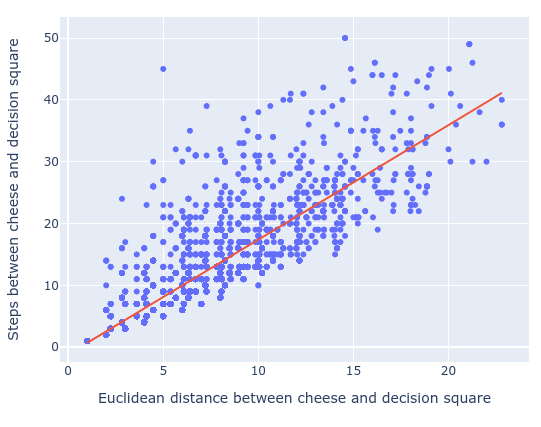 50
40
30
20
10
0
0 5 10 15 20
Steps between cheese and decision square
Euclidean distance between cheese and decision square